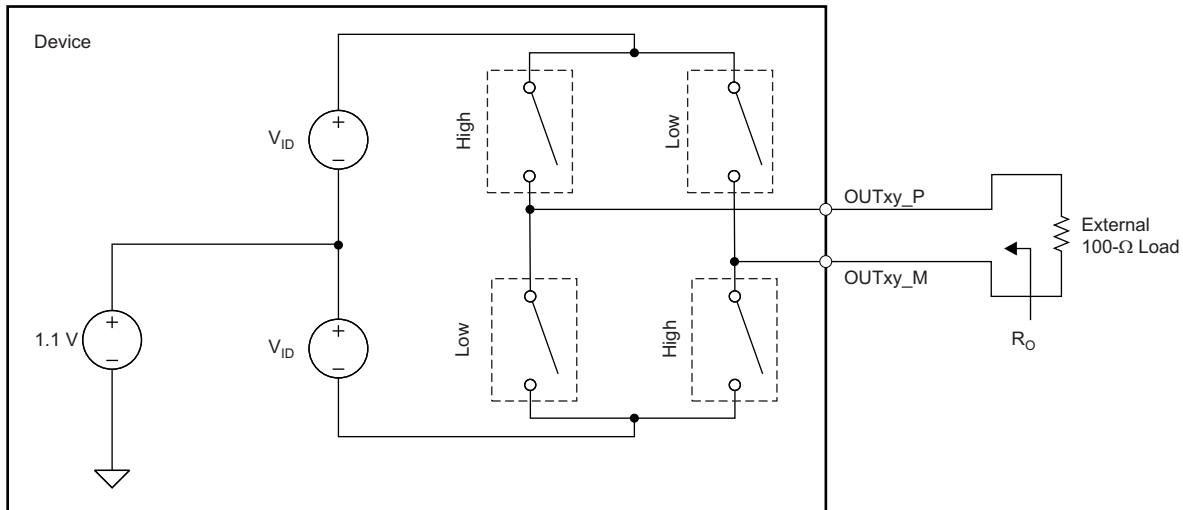 Device
+
V_ID
−
High
Low
OUTxy_P
External
100-Ω Load
OUTxy_M
+
1.1 V
−
+
V_ID
−
Low
High
R_O